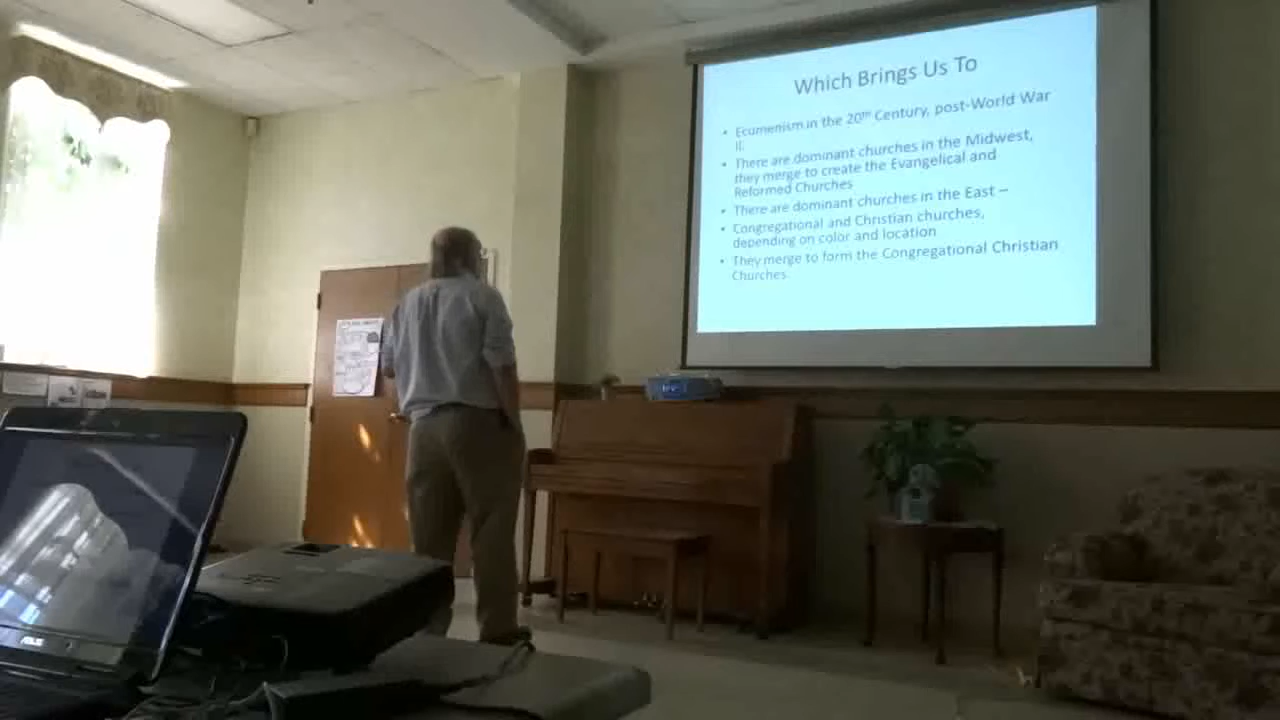 Which Brings Us To
• Ecumenism in the 20th Century, post-World War
II.
• There are dominant churches in the Midwest,
they merge to create the Evangelical and
Reformed Churches
• There are dominant churches in the East –
• Congregational and Christian churches,
depending on color and location
• They merge to form the Congregational Christian
Churches.
ASUS